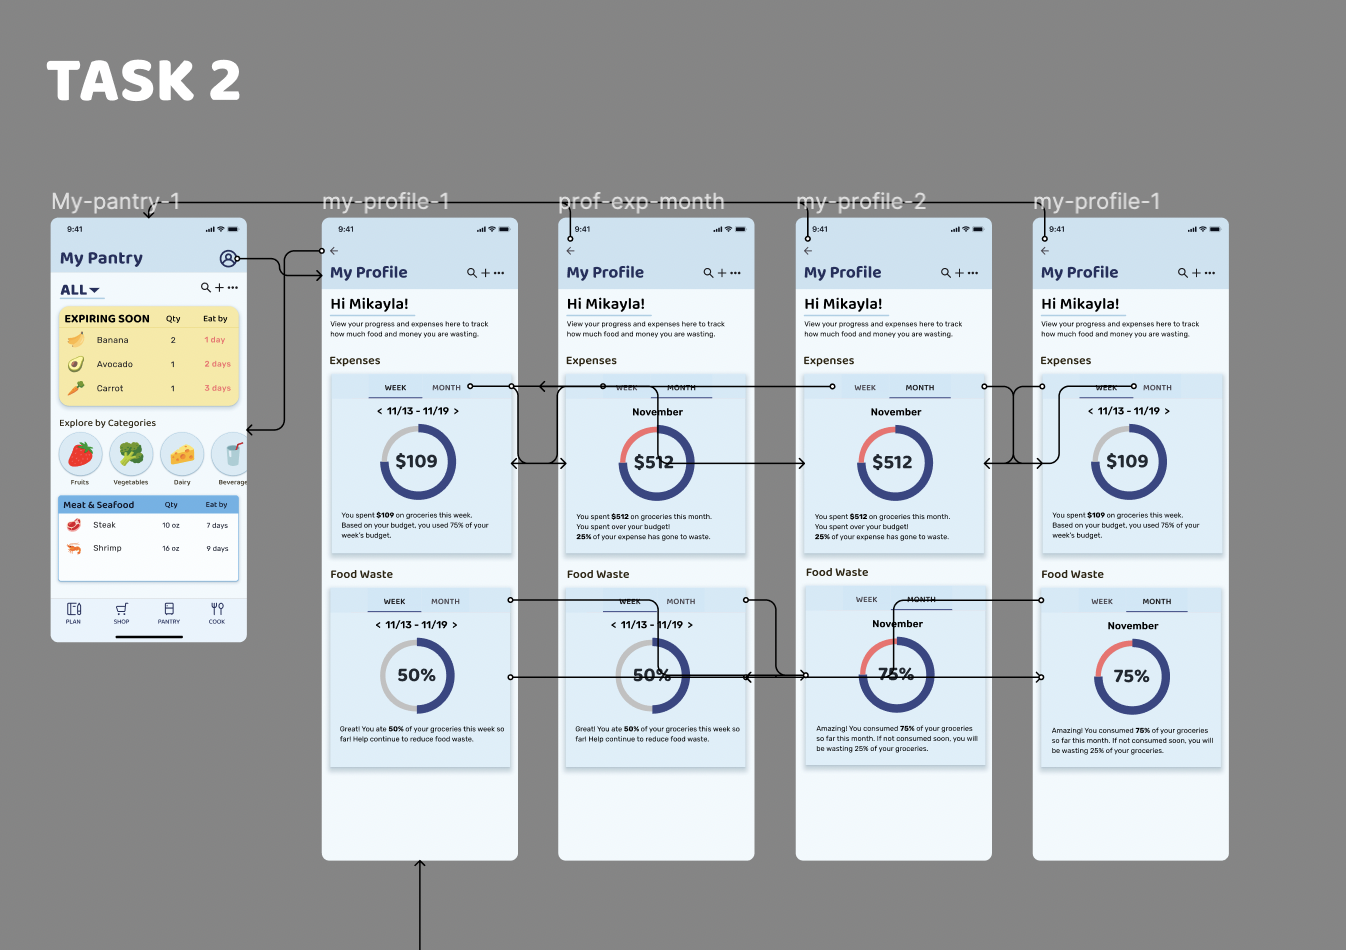 TASK 2
My-pantry-1
9:41
My Pantry
ALL
EXPIRING SOON Qty Eat by
Banana 2 1 day
Avocado 1 2 days
Carrot 1 3 days
Explore by Categories
Fruits Vegetables Dairy Beverage
Meat & Seafood Qty Eat by
Steak 10 oz 7 days
Shrimp 16 oz 9 days
PLAN SHOP PANTRY COOK
my-profile-1
9:41
My Profile
Hi Mikayla!
View your progress and expenses here to track
how much food and money you are wasting.
Expenses
WEEK MONTH
< 11/13 - 11/19 >
$109
You spent $109 on groceries this week.
Based on your budget, you used 75% of your
week's budget.
Food Waste
WEEK MONTH
< 11/13 - 11/19 >
50%
Great! You ate 50% of your groceries this week so
far! Help continue to reduce food waste.
prof-exp-month
9:41
My Profile
Hi Mikayla!
View your progress and expenses here to track
how much food and money you are wasting.
Expenses
WEEK MONTH
November
$512
You spent $512 on groceries this month.
You spent over your budget!
25% of your expense has gone to waste.
Food Waste
WEEK MONTH
< 11/13 - 11/19 >
50%
Great! You ate 50% of your groceries this week so
far! Help continue to reduce food waste.
my-profile-2
9:41
My Profile
Hi Mikayla!
View your progress and expenses here to track
how much food and money you are wasting.
Expenses
WEEK MONTH
November
$512
You spent $512 on groceries this month.
You spent over your budget!
25% of your expense has gone to waste.
Food Waste
WEEK MONTH
November
75%
Amazing! You consumed 75% of your groceries
so far this month. If not consumed soon, you will
be wasting 25% of your groceries.
my-profile-1
9:41
My Profile
Hi Mikayla!
View your progress and expenses here to track
how much food and money you are wasting.
Expenses
WEEK MONTH
< 11/13 - 11/19 >
$109
You spent $109 on groceries this week.
Based on your budget, you used 75% of your
week's budget.
Food Waste
WEEK MONTH
November
75%
Amazing! You consumed 75% of your groceries
so far this month. If not consumed soon, you will
be wasting 25% of your groceries.